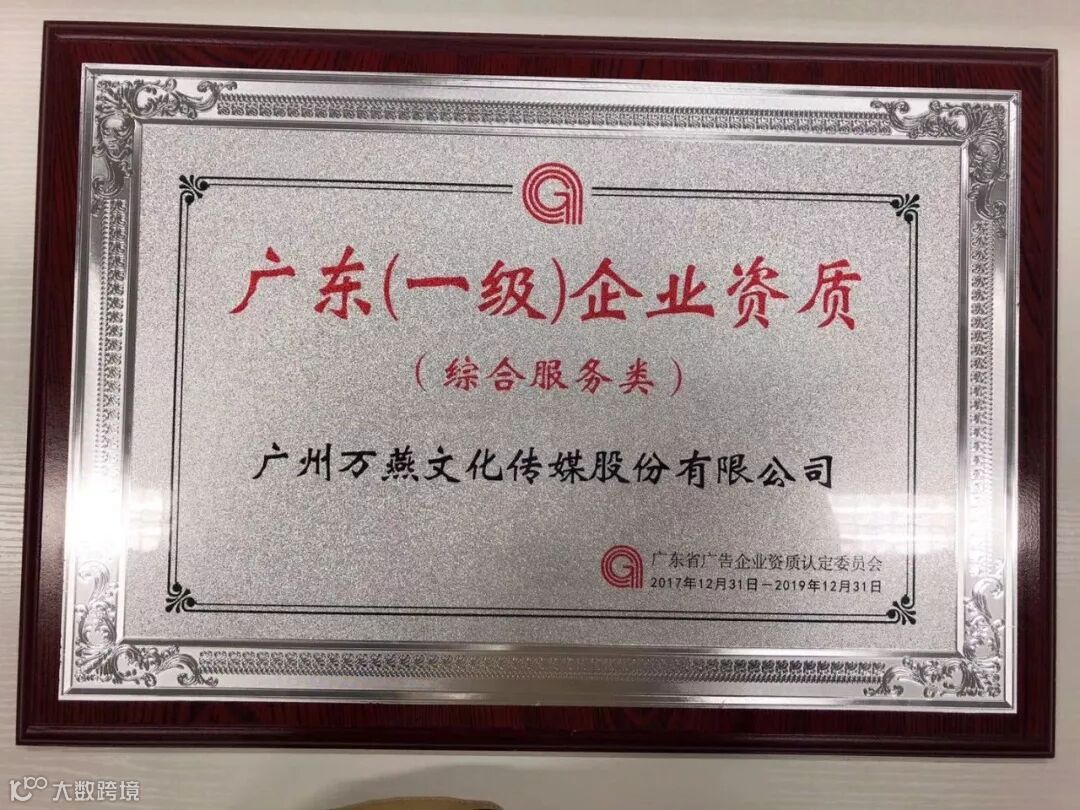 广东(一级)企业资质
(综合服务类)
广州万燕文化传媒股份有限公司
广东省广告企业资质认定委员会
2017年12月31日－2019年12月31日
大数跨境